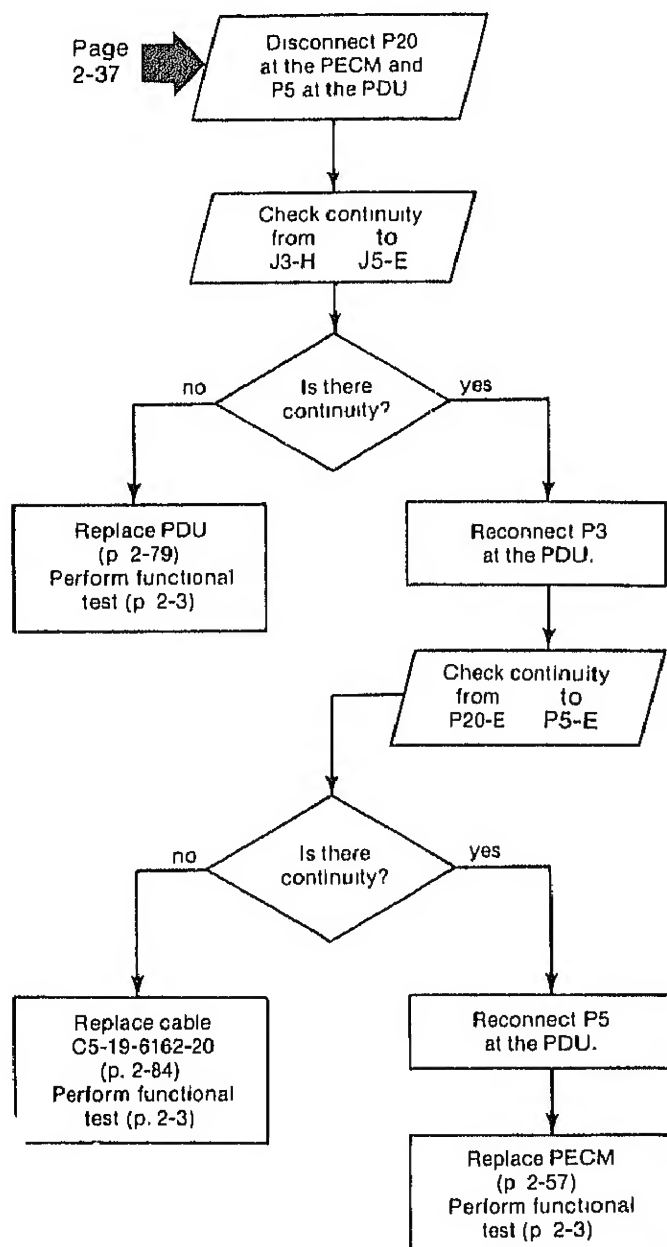 Page
2-37
Disconnect P20
at the PECM and
P5 at the PDU
Check continuity
from to
J3-H J5-E
no
Is there
continuity?
yes
Replace PDU
(p 2-79)
Perform functional
test (p 2-3)
Reconnect P3
at the PDU.
Check continuity
from to
P20-E P5-E
no
Is there
continuity?
yes
Replace cable
C5-19-6162-20
(p. 2-84)
Perform functional
test (p. 2-3)
Reconnect P5
at the PDU.
Replace PECM
(p 2-57)
Perform functional
test (p 2-3)